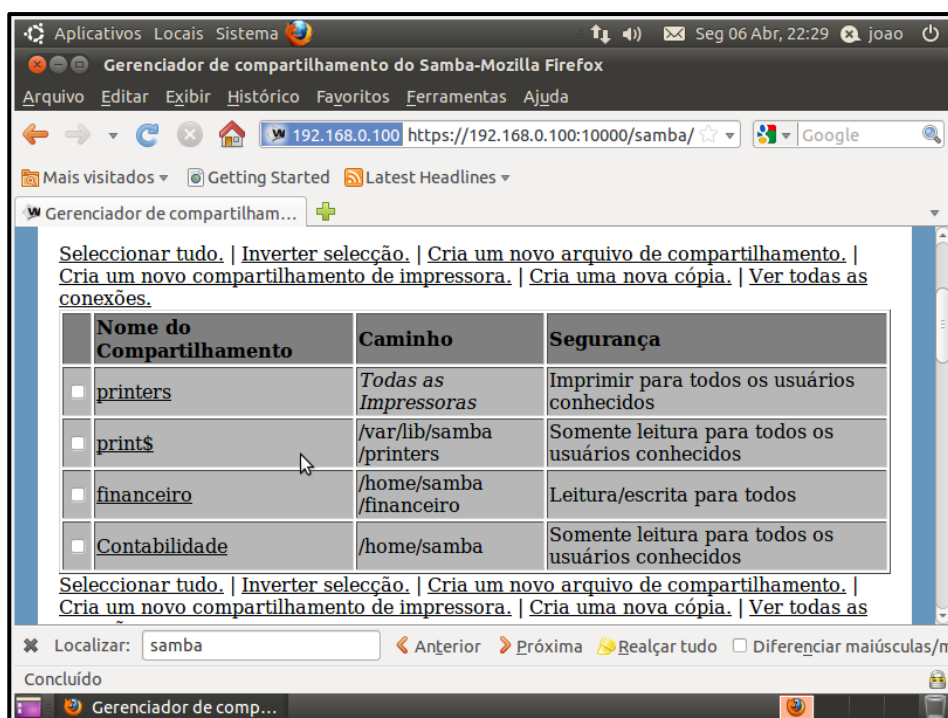 Aplicativos Locais Sistema Seg 06 Abr, 22:29 joao
Gerenciador de compartilhamento do Samba-Mozilla Firefox
Arquivo Editar Exibir Histórico Favoritos Ferramentas Ajuda
192.168.0.100 https://192.168.0.100:10000/samba/ Google
Mais visitados Getting Started Latest Headlines
Gerenciador de compartilham...
Seleccionar tudo. | Inverter selecção. | Cria um novo arquivo de compartilhamento. |
Cria um novo compartilhamento de impressora. | Cria uma nova cópia. | Ver todas as
conexões.
Nome do
Compartilhamento
Caminho
Segurança
printers
Todas as
Impressoras
Imprimir para todos os usuários
conhecidos
print$
/var/lib/samba
/printers
Somente leitura para todos os
usuários conhecidos
financeiro
/home/samba
/financeiro
Leitura/escrita para todos
Contabilidade
/home/samba
Somente leitura para todos os
usuários conhecidos
Seleccionar tudo. | Inverter selecção. | Cria um novo arquivo de compartilhamento. |
Cria um novo compartilhamento de impressora. | Cria uma nova cópia. | Ver todas as
Localizar: samba Anterior Próxima Realçar tudo Diferenciar maiúsculas/m
Concluído
Gerenciador de comp...